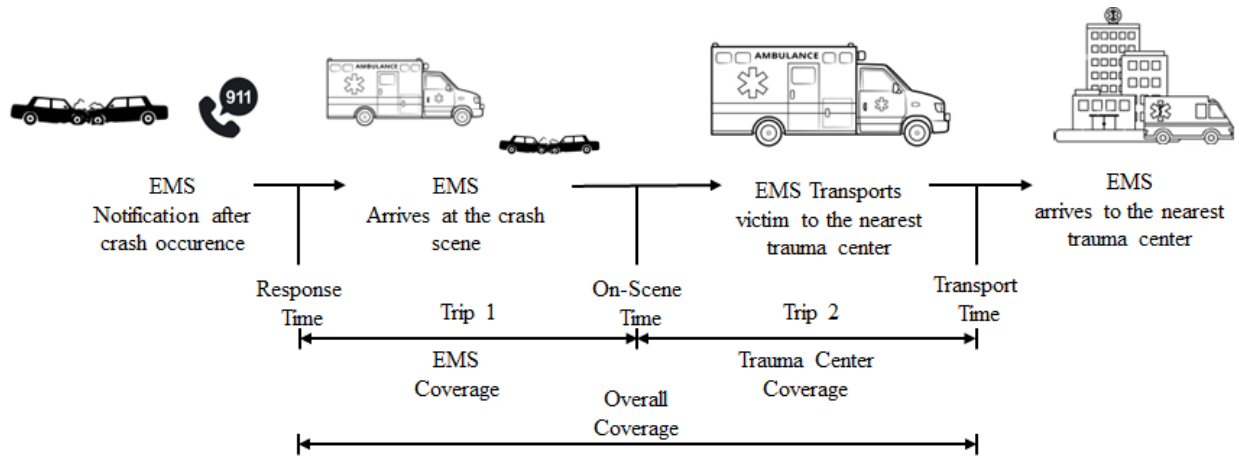 911
AMBULANCE
AMBULANCE
EMS
Notification after
crash occurence
EMS
Arrives at the crash
scene
EMS Transports
victim to the nearest
trauma center
EMS
arrives to the nearest
trauma center
Response
Time
On-Scene
Time
Transport
Time
Trip 1
Trip 2
EMS
Coverage
Trauma Center
Coverage
Overall
Coverage